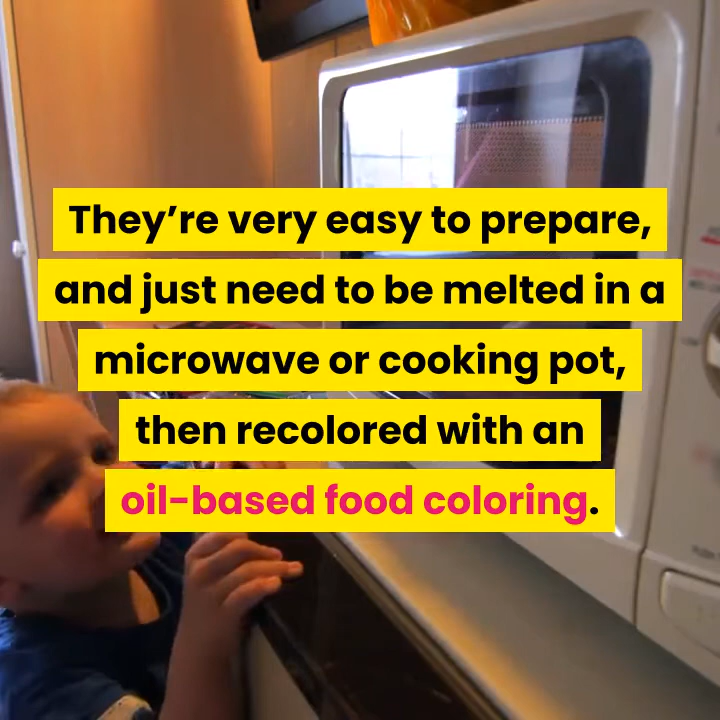 They’re very easy to prepare,
and just need to be melted in a
microwave or cooking pot,
then recolored with an
oil-based food coloring.